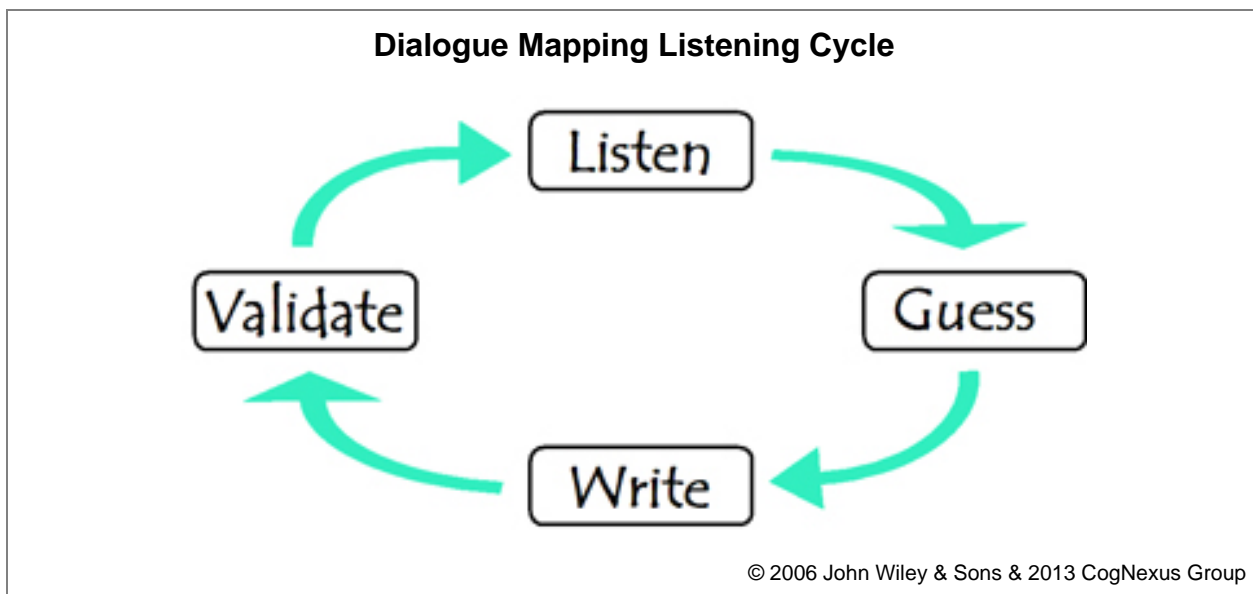 Dialogue Mapping Listening Cycle
Listen
Validate
Guess
Write
© 2006 John Wiley & Sons & 2013 CogNexus Group